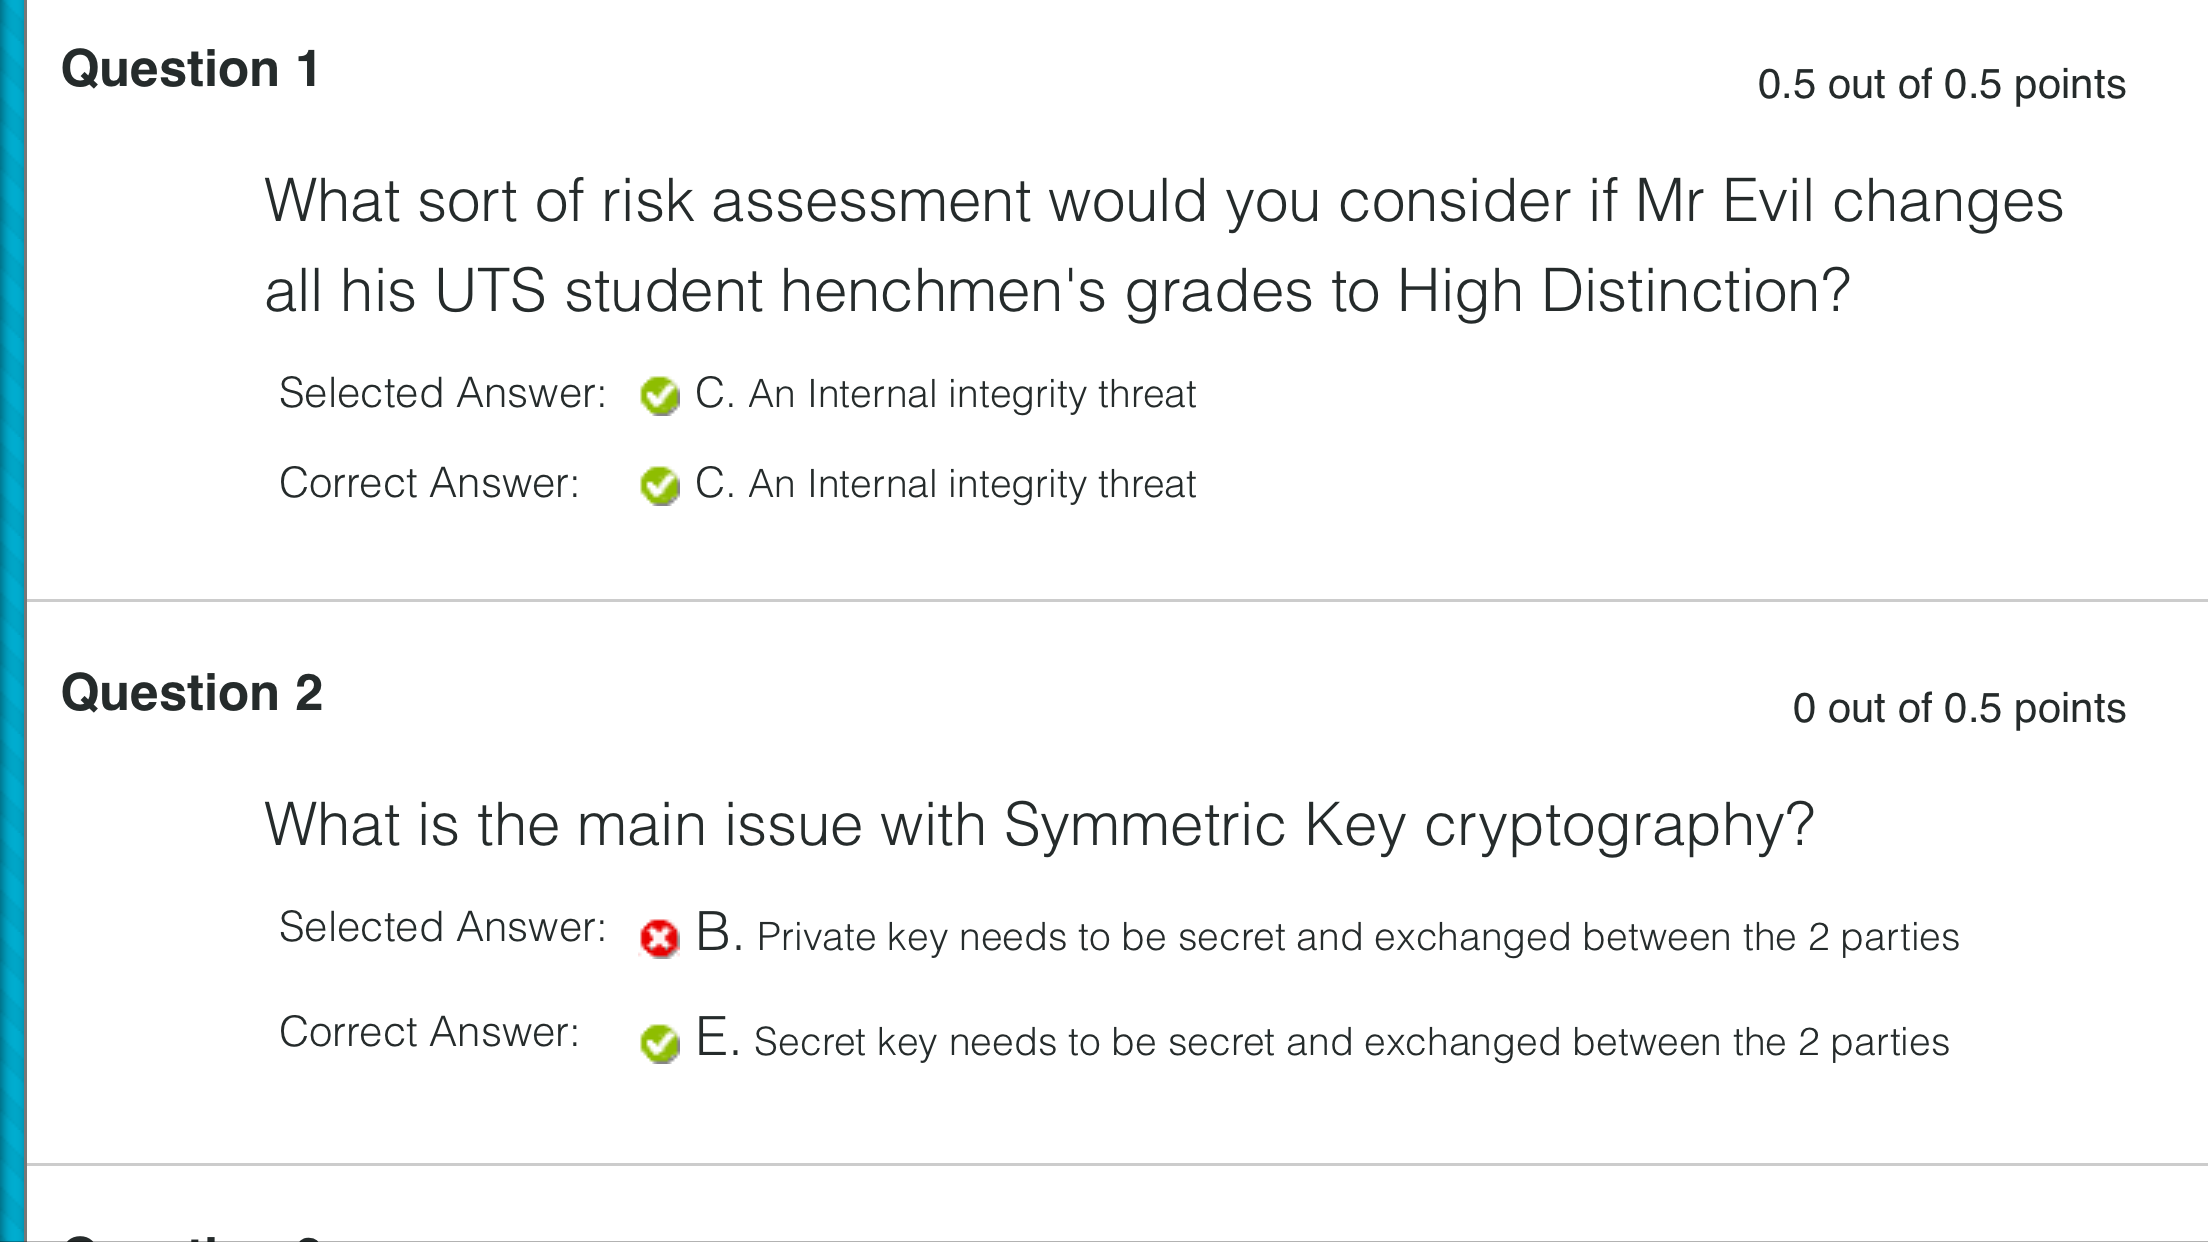 Question 1
0.5 out of 0.5 points
What sort of risk assessment would you consider if Mr Evil changes
all his UTS student henchmen's grades to High Distinction?
Selected Answer: C. An Internal integrity threat
Correct Answer: C. An Internal integrity threat
Question 2
0 out of 0.5 points
What is the main issue with Symmetric Key cryptography?
Selected Answer: B. Private key needs to be secret and exchanged between the 2 parties
Correct Answer: E. Secret key needs to be secret and exchanged between the 2 parties